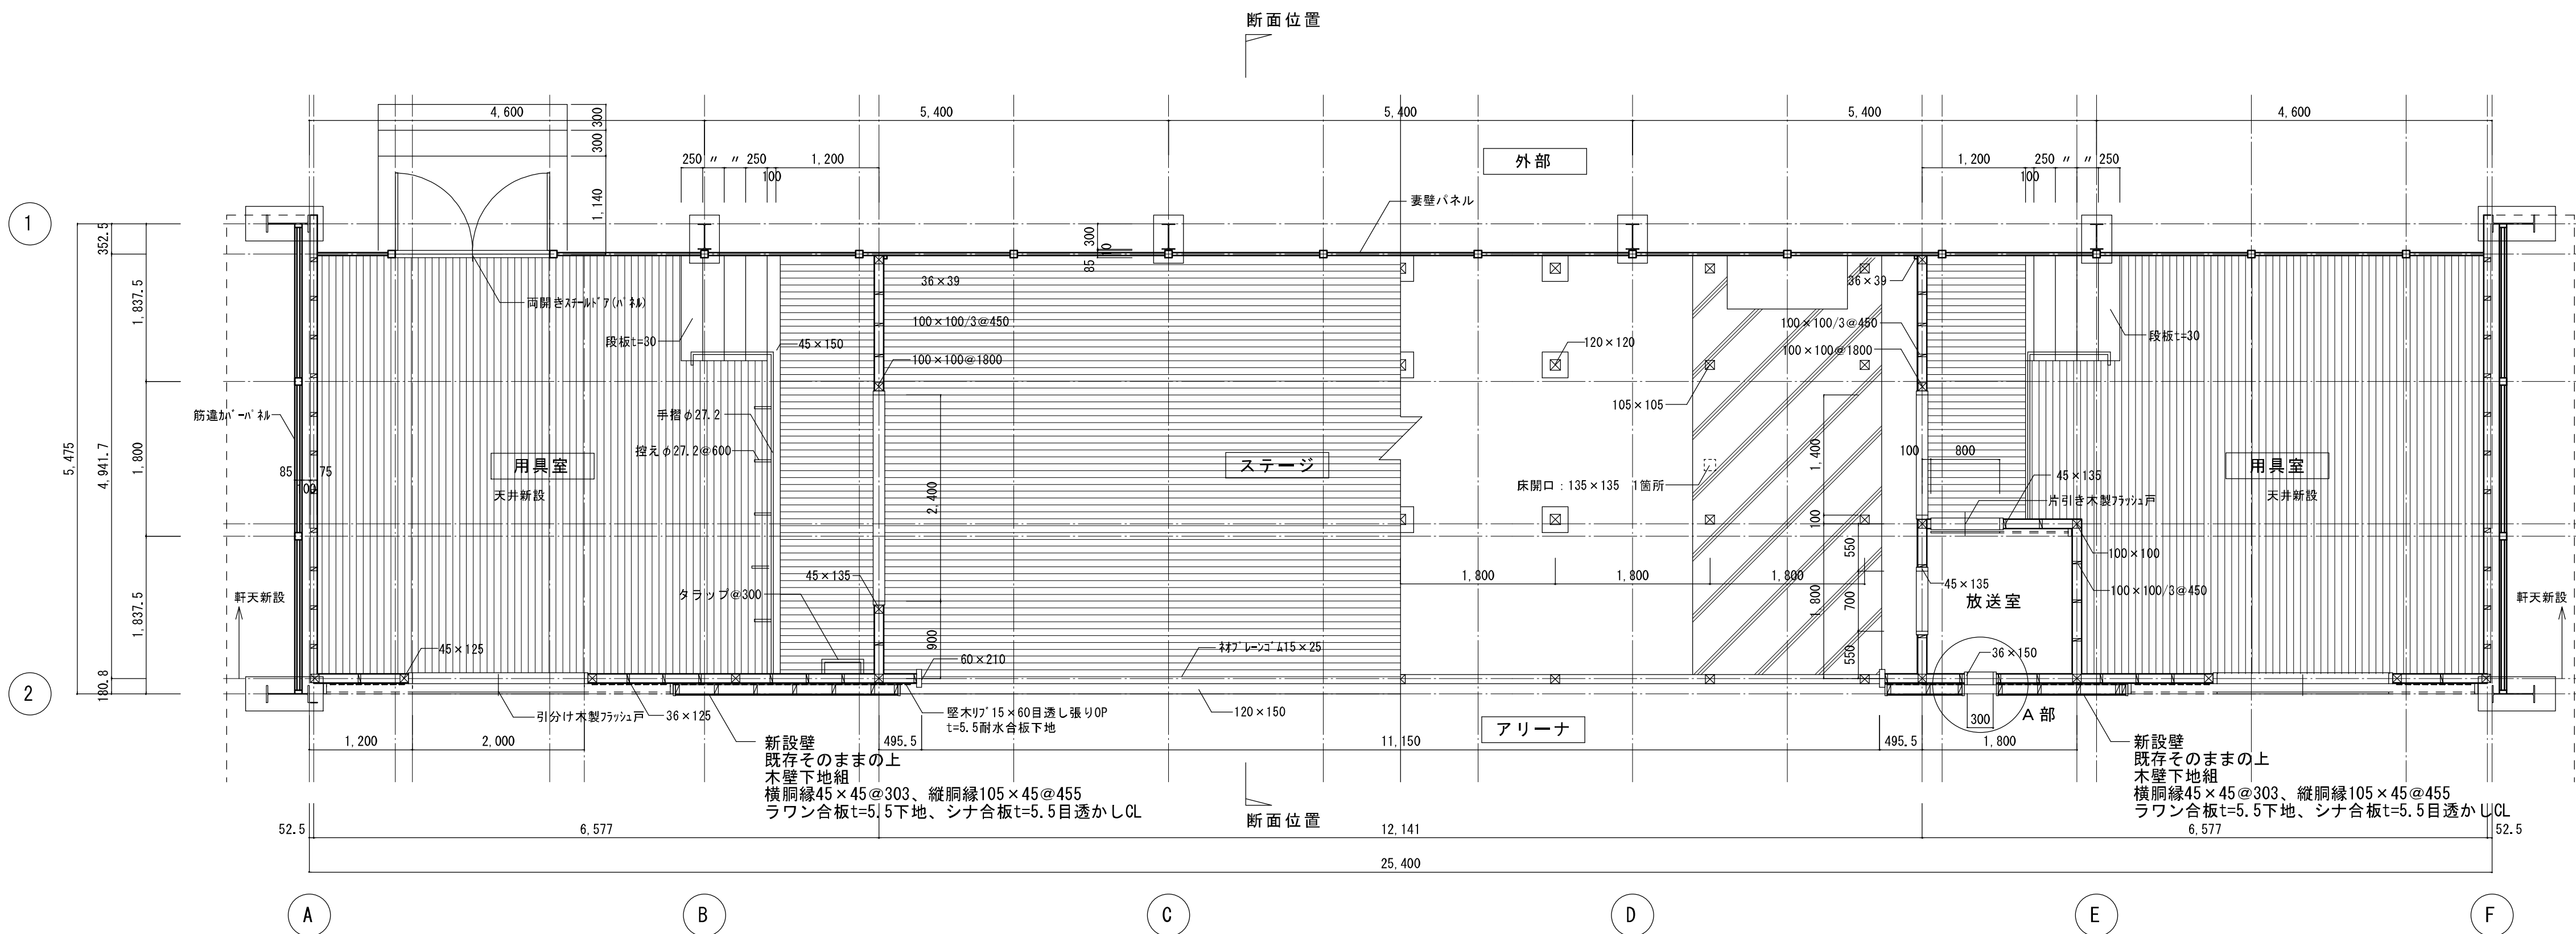 断面位置
4,600
5,400
5,400
5,400
4,600
300
300
1,140
250 〃 〃 250
1,200
100
外部
1,200
250 〃 〃 250
100
妻壁パネル
1
352.5
300
85
両開きスチールドア(パネル)
36×39
36×39
1,837.5
100×100/3@450
100×100/3@450
段板t=30
45×150
120×120
段板t=30
100×100@1800
100×100@1800
105×105
筋違カバーパネル
手摺φ27.2
控えφ27.2@600
5,475
4,941.7
1,800
85
75
100
用具室
天井新設
ステージ
床開口：135×135 1箇所
1,400
100
800
45×135
片引き木製フラッシュ戸
用具室
天井新設
2,400
100
550
100×100
1,800
1,800
1,800
45×135
45×135
100×100/3@450
タラップ@300
軒天新設
軒天新設
1,837.5
1,800
700
放送室
900
ネオプレーンゴム15×25
550
45×125
60×210
36×150
180.8
2
引分け木製フラッシュ戸
36×125
竪木リブ15×60目透し張りOP
t=5.5耐水合板下地
120×150
アリーナ
300
A部
1,200
2,000
495.5
11,150
495.5
1,800
新設壁
既存そのままの上
木壁下地組
横胴縁45×45@303、縦胴縁105×45@455
ラワン合板t=5.5下地、シナ合板t=5.5目透かしCL
新設壁
既存そのままの上
木壁下地組
横胴縁45×45@303、縦胴縁105×45@455
ラワン合板t=5.5下地、シナ合板t=5.5目透かしCL
断面位置
52.5
6,577
12,141
6,577
52.5
25,400
A
B
C
D
E
F